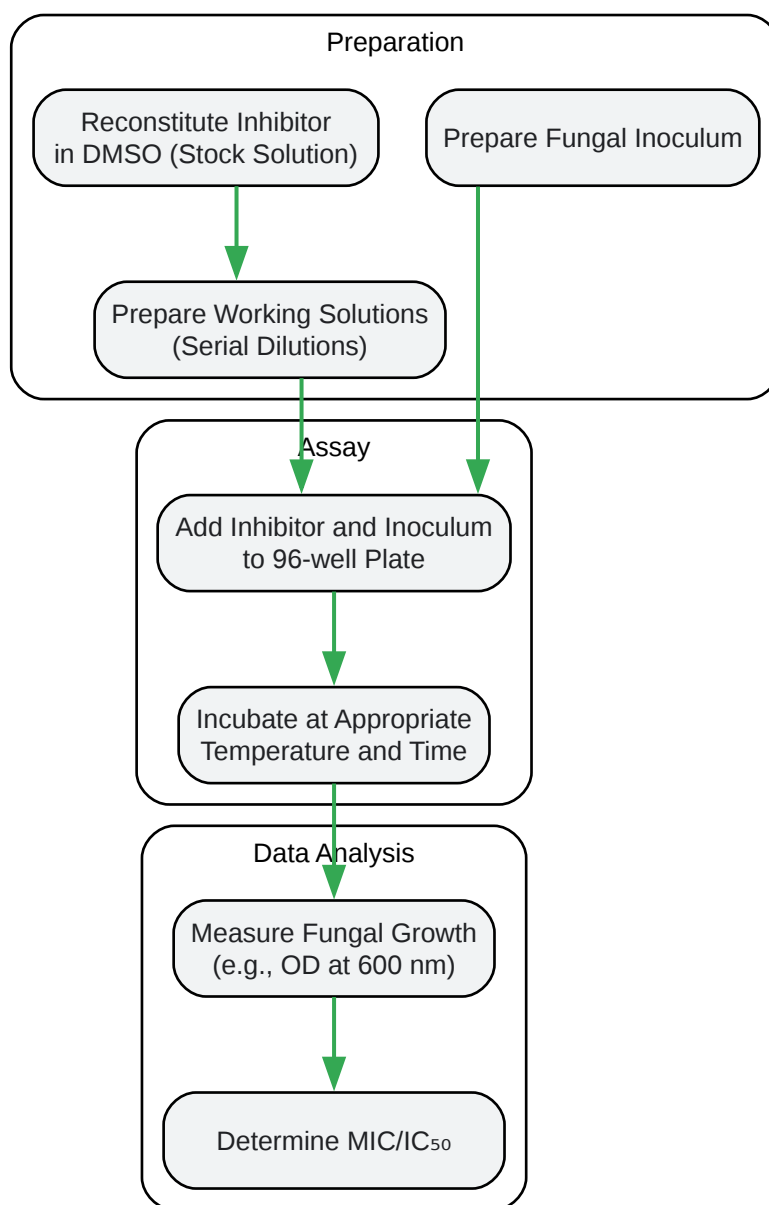 Preparation
Reconstitute Inhibitor
in DMSO (Stock Solution)
Prepare Fungal Inoculum
Prepare Working Solutions
(Serial Dilutions)
Assay
Add Inhibitor and Inoculum
to 96-well Plate
Incubate at Appropriate
Temperature and Time
Data Analysis
Measure Fungal Growth
(e.g., OD at 600 nm)
Determine MIC/IC₅₀